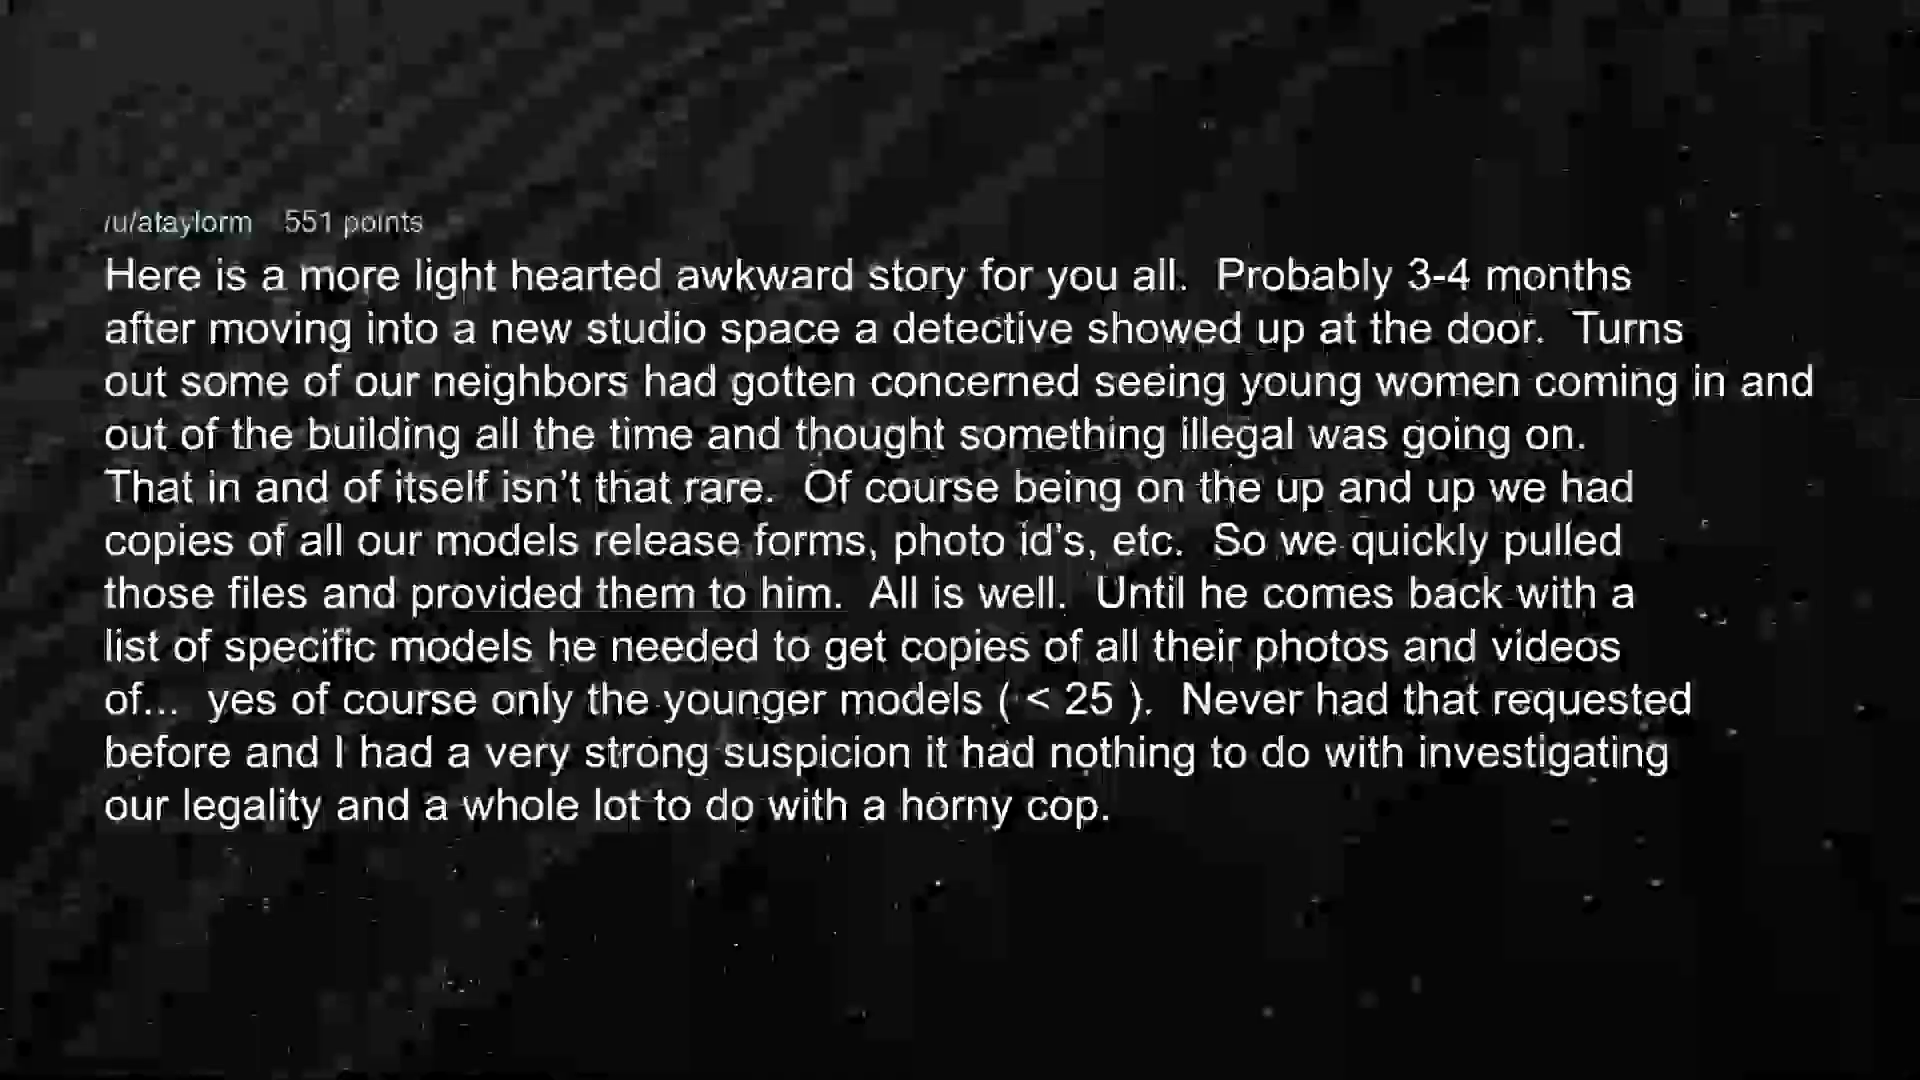 /u/ataylorm 551 points
Here is a more light hearted awkward story for you all.  Probably 3-4 months
after moving into a new studio space a detective showed up at the door.  Turns
out some of our neighbors had gotten concerned seeing young women coming in and
out of the building all the time and thought something illegal was going on.
That in and of itself isn't that rare.  Of course being on the up and up we had
copies of all our models release forms, photo id's, etc.  So we quickly pulled
those files and provided them to him.  All is well.  Until he comes back with a
list of specific models he needed to get copies of all their photos and videos
of...  yes of course only the younger models ( < 25 ).  Never had that requested
before and I had a very strong suspicion it had nothing to do with investigating
our legality and a whole lot to do with a horny cop.